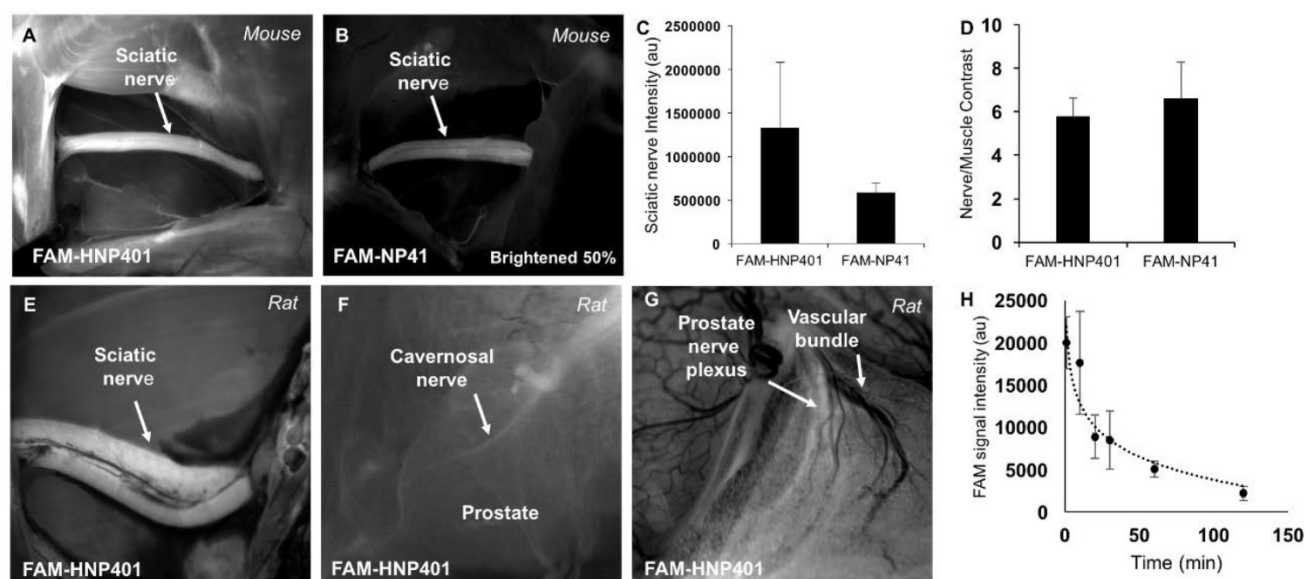 A
Mouse
Sciatic
nerve
FAM-HNP401
B
Mouse
Sciatic
nerve
FAM-NP41
Brightened 50%
C
Sciatic nerve Intensity (au)
2500000
2000000
1500000
1000000
500000
0
FAM-HNP401
FAM-NP41
D
Nerve/Muscle Contrast
10
8
6
4
2
0
FAM-HNP401
FAM-NP41
E
Rat
Sciatic
nerve
FAM-HNP401
F
Rat
Cavernosal
nerve
Prostate
FAM-HNP401
G
Rat
Prostate
nerve
plexus
Vascular
bundle
FAM-HNP401
H
FAM signal intensity (au)
25000
20000
15000
10000
5000
0
0
50
100
150
Time (min)